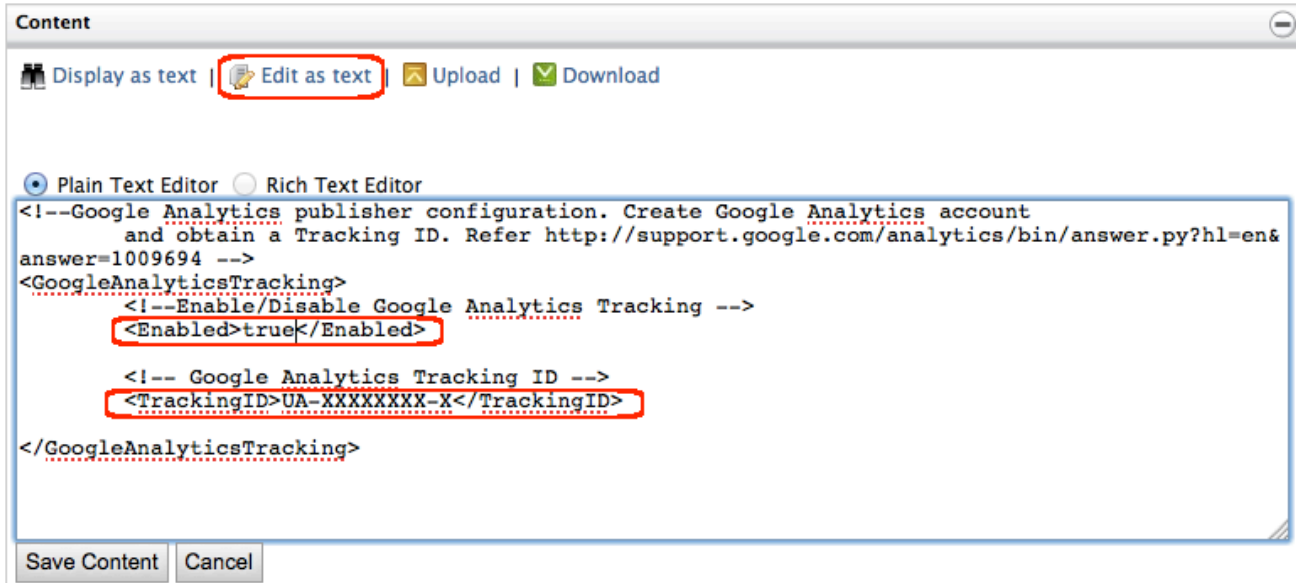 Content
Display as text | Edit as text | Upload | Download
Plain Text Editor Rich Text Editor
<!--Google Analytics publisher configuration. Create Google Analytics account
and obtain a Tracking ID. Refer http://support.google.com/analytics/bin/answer.py?hl=en&
answer=1009694 -->
<GoogleAnalyticsTracking>
<!--Enable/Disable Google Analytics Tracking -->
<Enabled>true</Enabled>
<!-- Google Analytics Tracking ID -->
<TrackingID>UA-XXXXXXXX-X</TrackingID>
</GoogleAnalyticsTracking>
Save Content Cancel